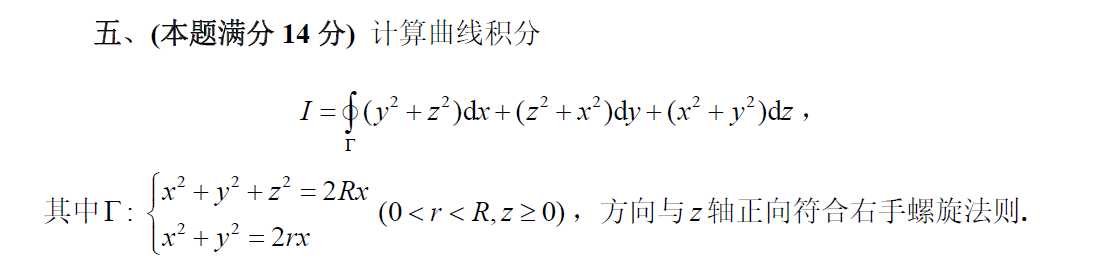 五、(本题满分 14 分) 计算曲线积分
$I = \oint_{\Gamma} (y^2 + z^2)\mathrm{d}x + (z^2 + x^2)\mathrm{d}y + (x^2 + y^2)\mathrm{d}z$，
其中 $\Gamma : \begin{cases} x^2 + y^2 + z^2 = 2Rx \\ x^2 + y^2 = 2rx \end{cases} (0 < r < R, z \geq 0)$，方向与 $z$ 轴正向符合右手螺旋法则.